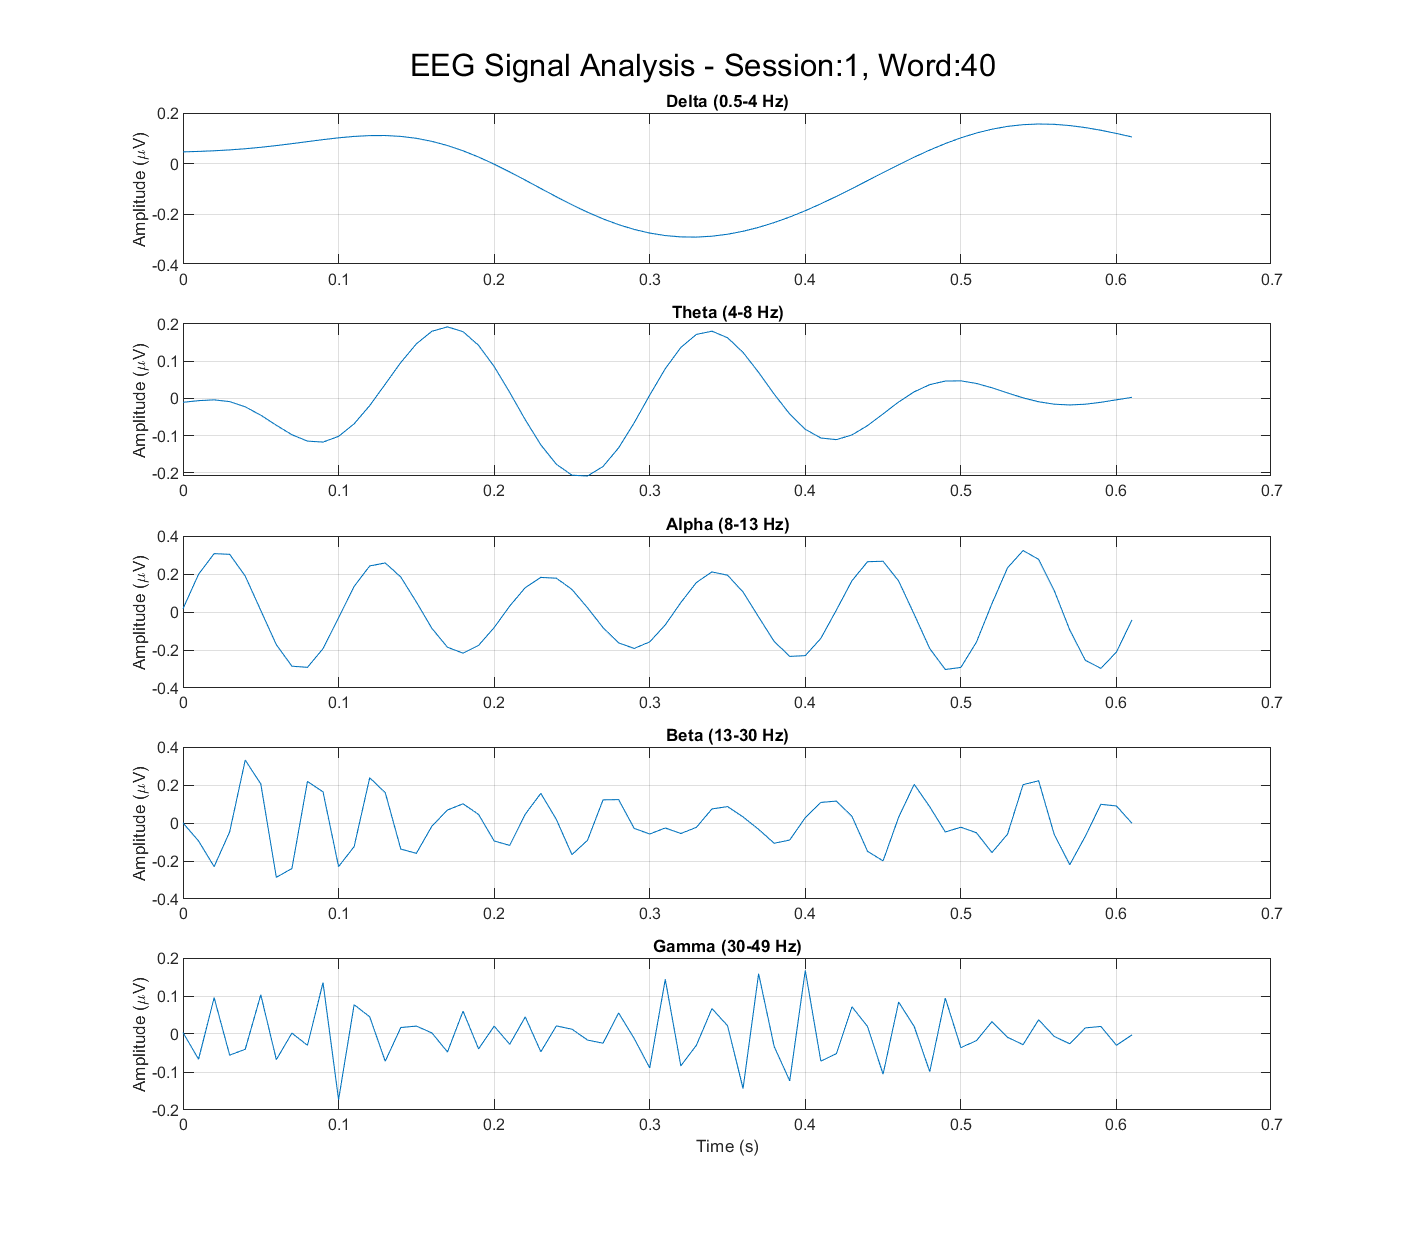 EEG Signal Analysis - Session:1, Word:40
Delta (0.5-4 Hz)
Amplitude (μV)
0.2
0
-0.2
-0.4
0 0.1 0.2 0.3 0.4 0.5 0.6 0.7
Theta (4-8 Hz)
Amplitude (μV)
0.2
0.1
0
-0.1
-0.2
0 0.1 0.2 0.3 0.4 0.5 0.6 0.7
Alpha (8-13 Hz)
Amplitude (μV)
0.4
0.2
0
-0.2
-0.4
0 0.1 0.2 0.3 0.4 0.5 0.6 0.7
Beta (13-30 Hz)
Amplitude (μV)
0.4
0.2
0
-0.2
-0.4
0 0.1 0.2 0.3 0.4 0.5 0.6 0.7
Gamma (30-49 Hz)
Amplitude (μV)
0.2
0.1
0
-0.1
-0.2
0 0.1 0.2 0.3 0.4 0.5 0.6 0.7
Time (s)